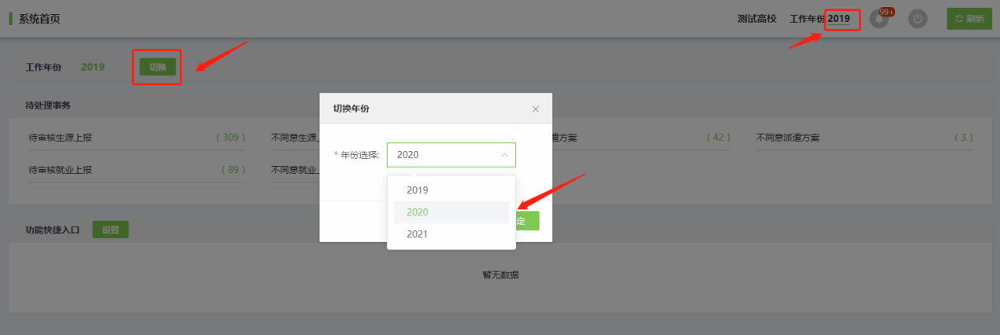 系统首页
测试高校 工作年份 2019 99+ 刷新
工作年份 2019 切换
待处理事务
切换年份
待审核生源上报 (309) 不同意生源 遣方案 (42) 不同意派遣方案 (3)
* 年份选择: 2020
待审核就业上报 (89) 不同意就业
2019
2020
定
2021
功能快捷入口 设置
暂无数据